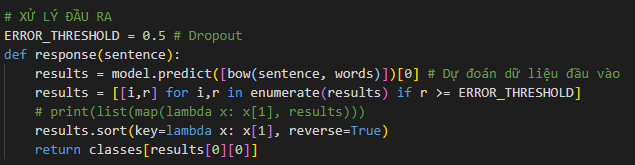 # XỬ LÝ ĐẦU RA
ERROR_THRESHOLD = 0.5 # Dropout
def response(sentence):
    results = model.predict([bow(sentence, words)])[0] # Dự đoán dữ liệu đầu vào
    results = [[i,r] for i,r in enumerate(results) if r >= ERROR_THRESHOLD]
    # print(list(map(lambda x: x[1], results)))
    results.sort(key=lambda x: x[1], reverse=True)
    return classes[results[0][0]]